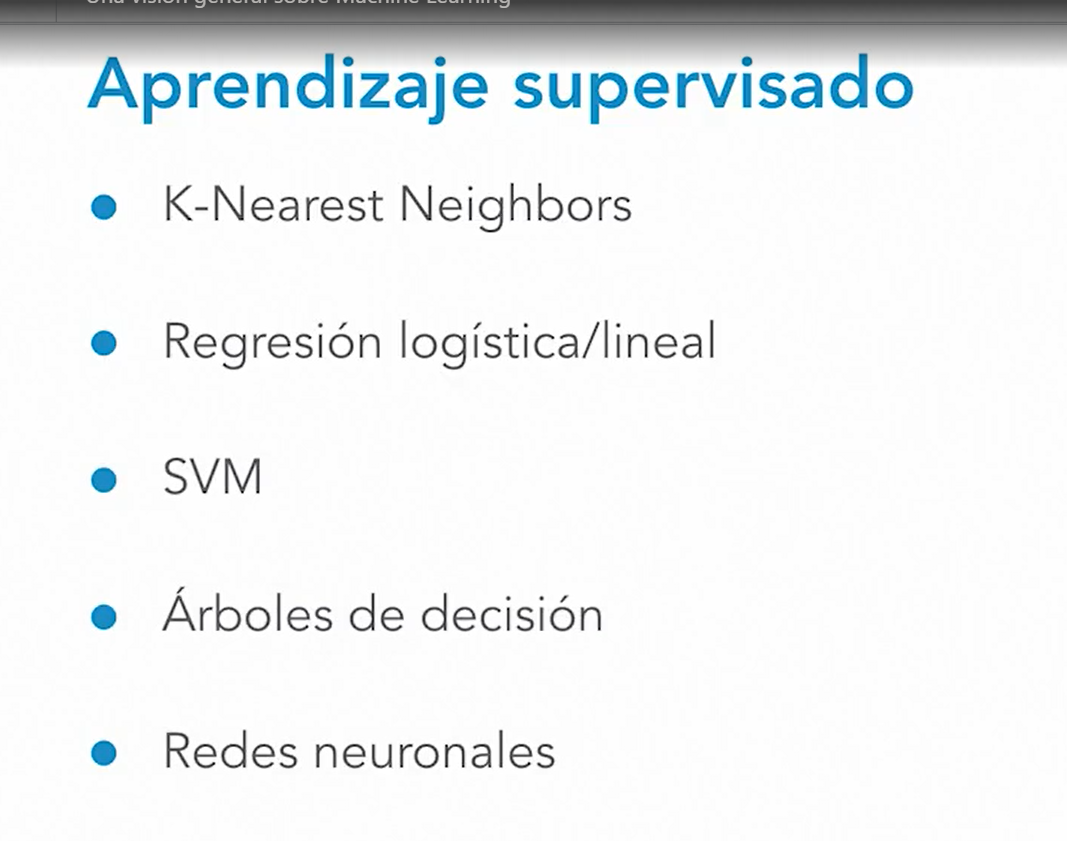 Una visión general sobre Machine Learning
Aprendizaje supervisado
K-Nearest Neighbors
Regresión logística/lineal
SVM
Árboles de decisión
Redes neuronales